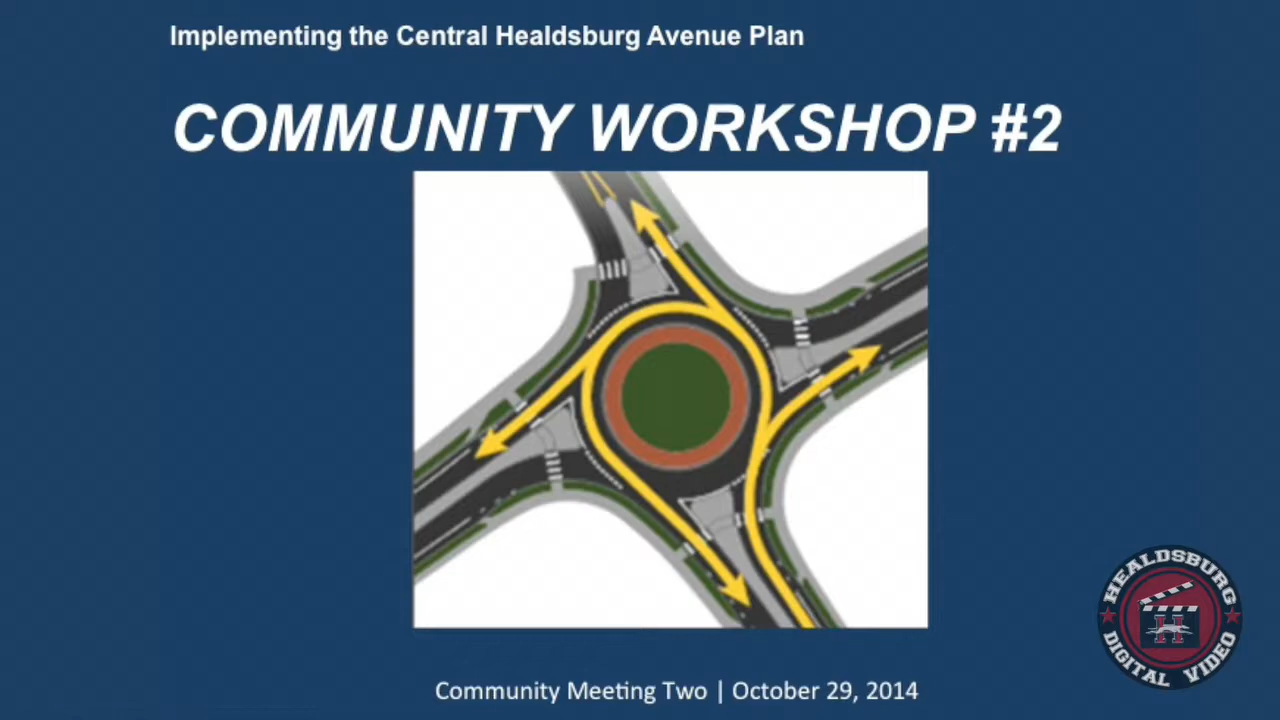 Implementing the Central Healdsburg Avenue Plan
COMMUNITY WORKSHOP #2
HEALDSBURG
H
DIGITAL VIDEO
Community Meeting Two | October 29, 2014